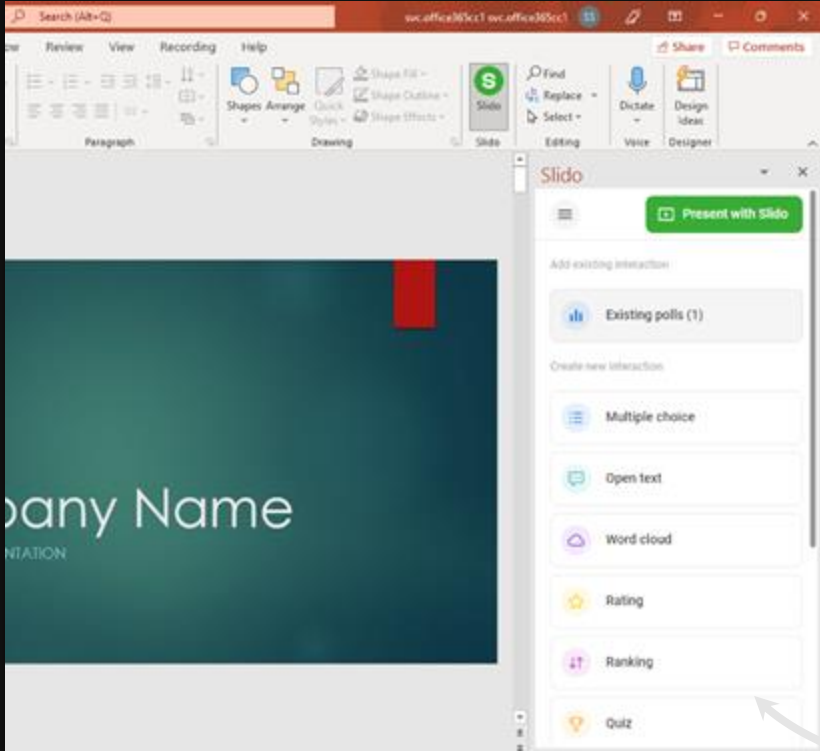 Search (Alt+Q) svc.office365cc1 svc.office365cc1 SS
ow Review View Recording Help Share Comments
Shape Fill
Find
Shape Outline
Replace
Shapes Arrange Quick Styles Shape Effects Slido Select Dictate Design Ideas
Paragraph Drawing Slido Editing Voice Designer
Slido
Present with Slido
Add existing interaction
Existing polls (1)
Create new interaction
Multiple choice
Open text
pany Name
Word cloud
NTATION
Rating
Ranking
Quiz